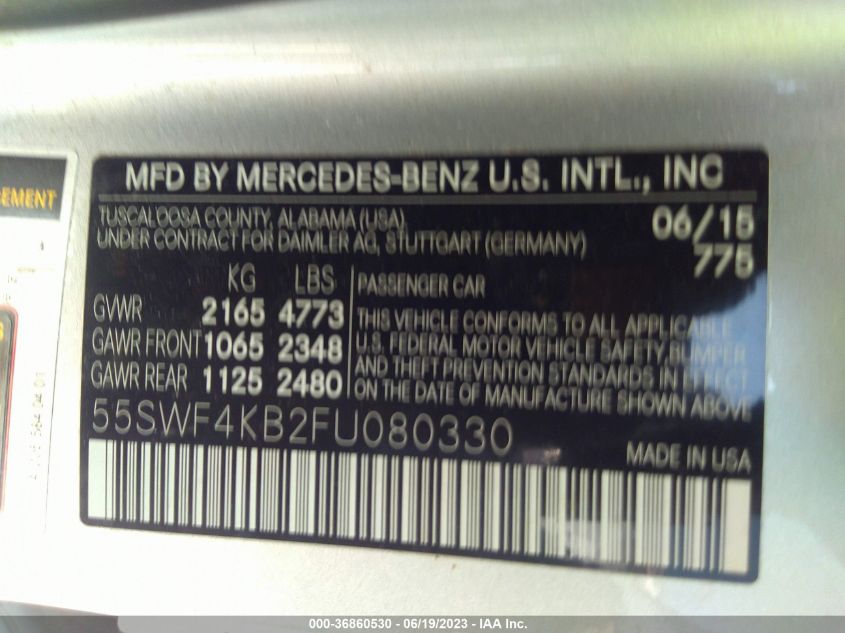 GEMENT
MFD BY MERCEDES-BENZ U.S. INTL., INC
TUSCALOOSA COUNTY, ALABAMA (USA),
UNDER CONTRACT FOR DAIMLER AG, STUTTGART (GERMANY)
06/15
775
KG LBS
GVWR 2165 4773
GAWR FRONT 1065 2348
GAWR REAR 1125 2480
PASSENGER CAR
THIS VEHICLE CONFORMS TO ALL APPLICABLE
U.S. FEDERAL MOTOR VEHICLE SAFETY, BUMPER
AND THEFT PREVENTION STANDARDS IN EFFECT
ON THE DATE OF MANUFACTURE SHOWN ABOVE
55SWF4KB2FU080330
MADE IN USA
000-36860530 - 06/19/2023 - IAA Inc.